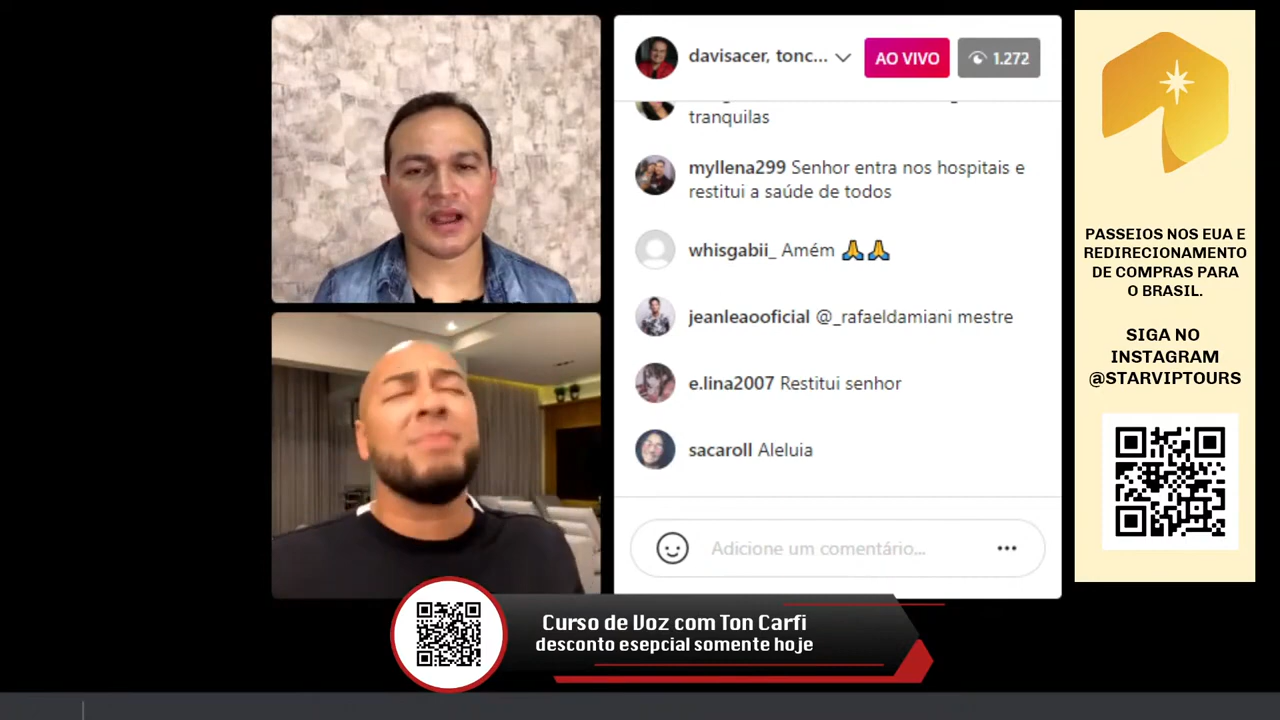 davisacer, tonc...
AO VIVO
1.272
tranquilas
myllena299 Senhor entra nos hospitais e
restitui a saúde de todos
whisgabii_ Amém 🙏🙏
jeanleaooficial @_rafaeldamiani mestre
e.lina2007 Restitui senhor
sacaroll Aleluia
Adicione um comentário...
PASSEIOS NOS EUA E
REDIRECIONAMENTO
DE COMPRAS PARA
O BRASIL.
SIGA NO
INSTAGRAM
@STARVIPTOURS
Curso de Voz com Ton Carfi
desconto esepcial somente hoje